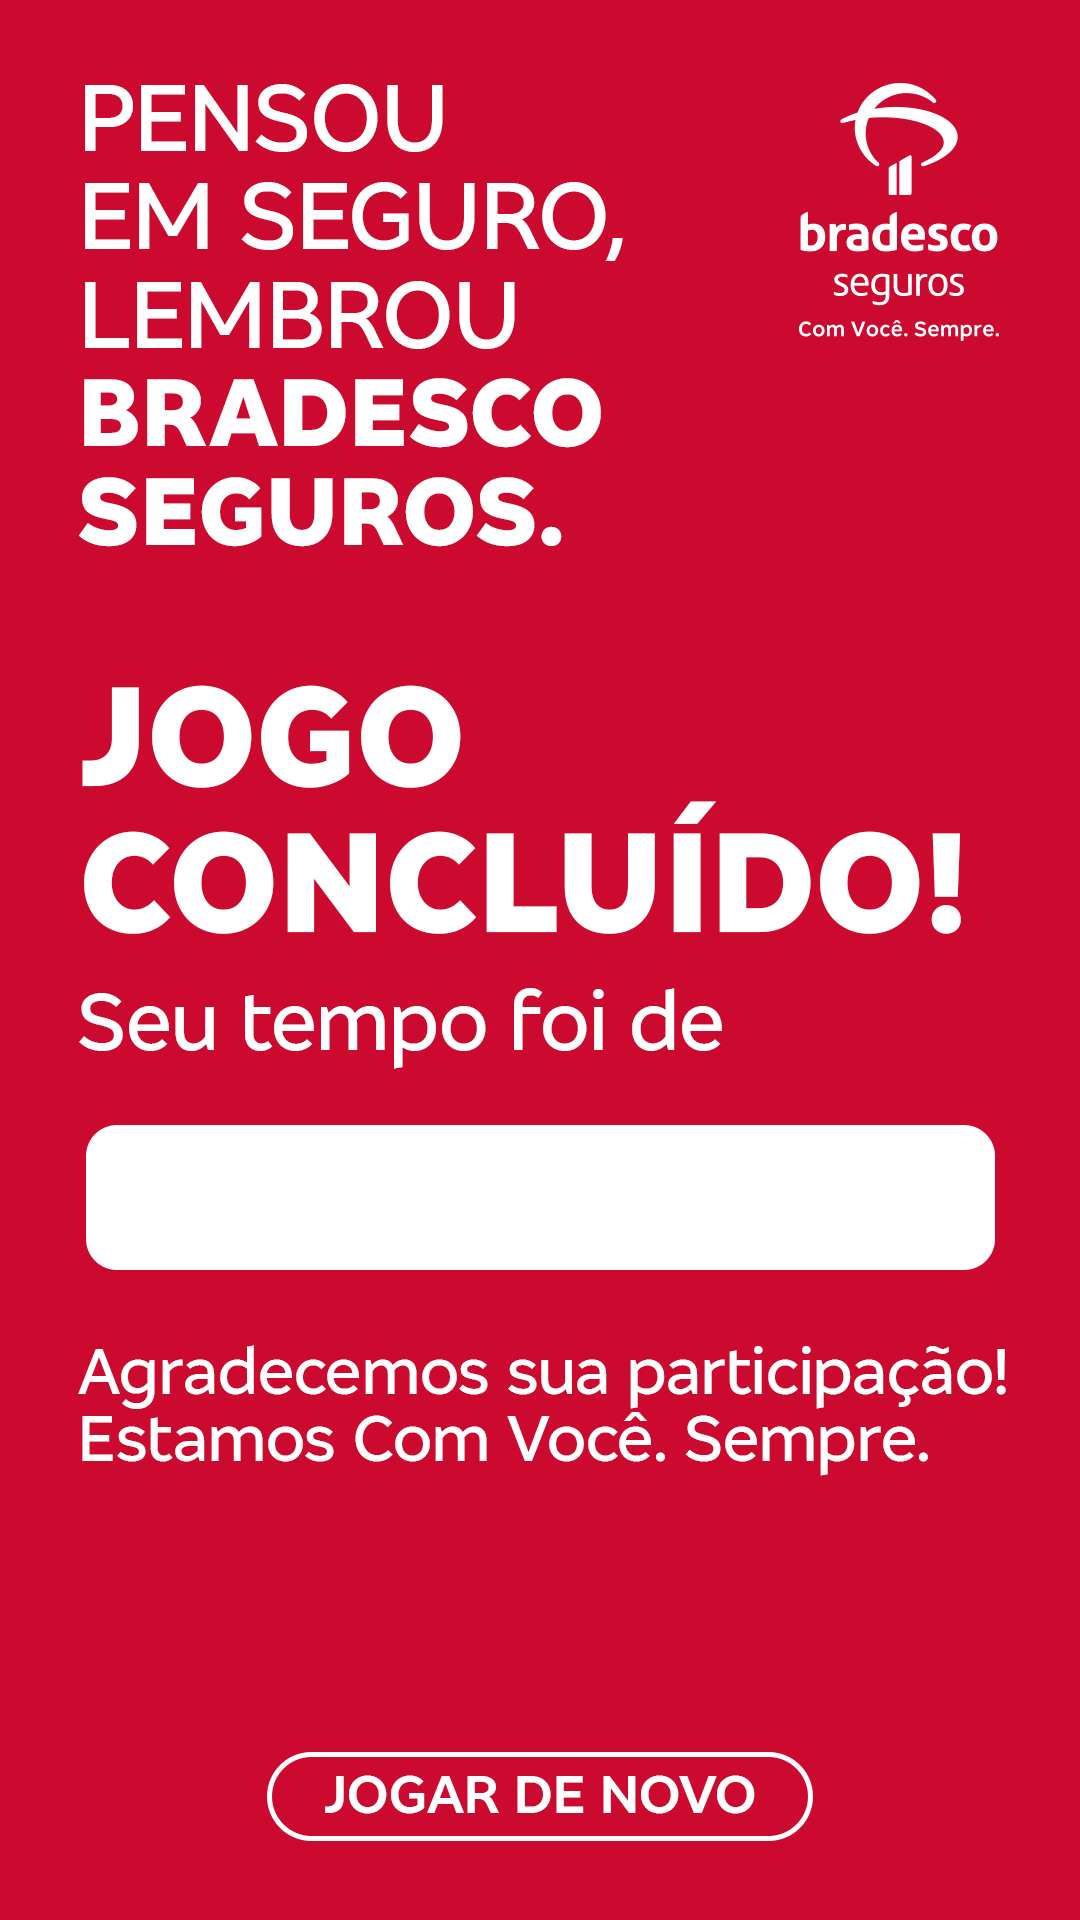 PENSOU
EM SEGURO,
LEMBROU
BRADESCO
SEGUROS.
bradesco
seguros
Com Você. Sempre.
JOGO
CONCLUÍDO!
Seu tempo foi de
Agradecemos sua participação!
Estamos Com Você. Sempre.
JOGAR DE NOVO